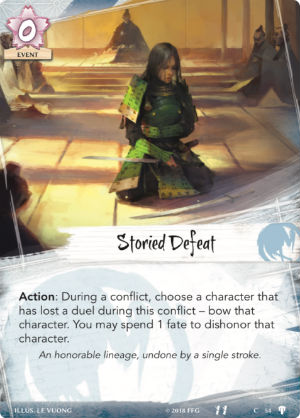 0
EVENT
Storied Defeat
Action: During a conflict, choose a character that
has lost a duel during this conflict – bow that
character. You may spend 1 fate to dishonor that
character.
An honorable lineage, undone by a single stroke.
ILLUS. LE VUONG © 2018 FFG 11 C 54